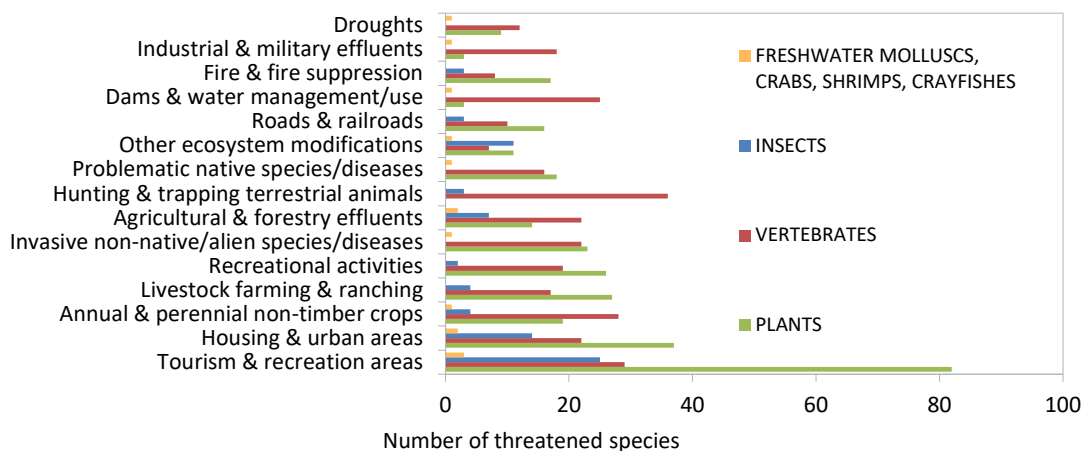 Droughts
Industrial & military effluents
Fire & fire suppression
Dams & water management/use
Roads & railroads
Other ecosystem modifications
Problematic native species/diseases
Hunting & trapping terrestrial animals
Agricultural & forestry effluents
Invasive non-native/alien species/diseases
Recreational activities
Livestock farming & ranching
Annual & perennial non-timber crops
Housing & urban areas
Tourism & recreation areas
FRESHWATER MOLLUSCS,
CRABS, SHRIMPS, CRAYFISHES
INSECTS
VERTEBRATES
PLANTS
0 20 40 60 80 100
Number of threatened species